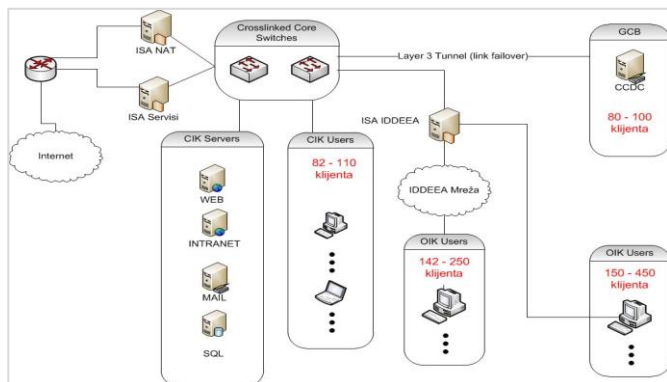 Crosslinked Core
Switches
ISA NAT
ISA Servisi
Internet
Layer 3 Tunnel (link failover)
GCB
CCDC
80 - 100
klijenta
ISA IDDEEA
IDDEEA Mreža
CIK Servers
WEB
INTRANET
MAIL
SQL
CIK Users
82 - 110
klijenta
OIK Users
142 - 250
klijenta
OIK Users
150 - 450
klijenta